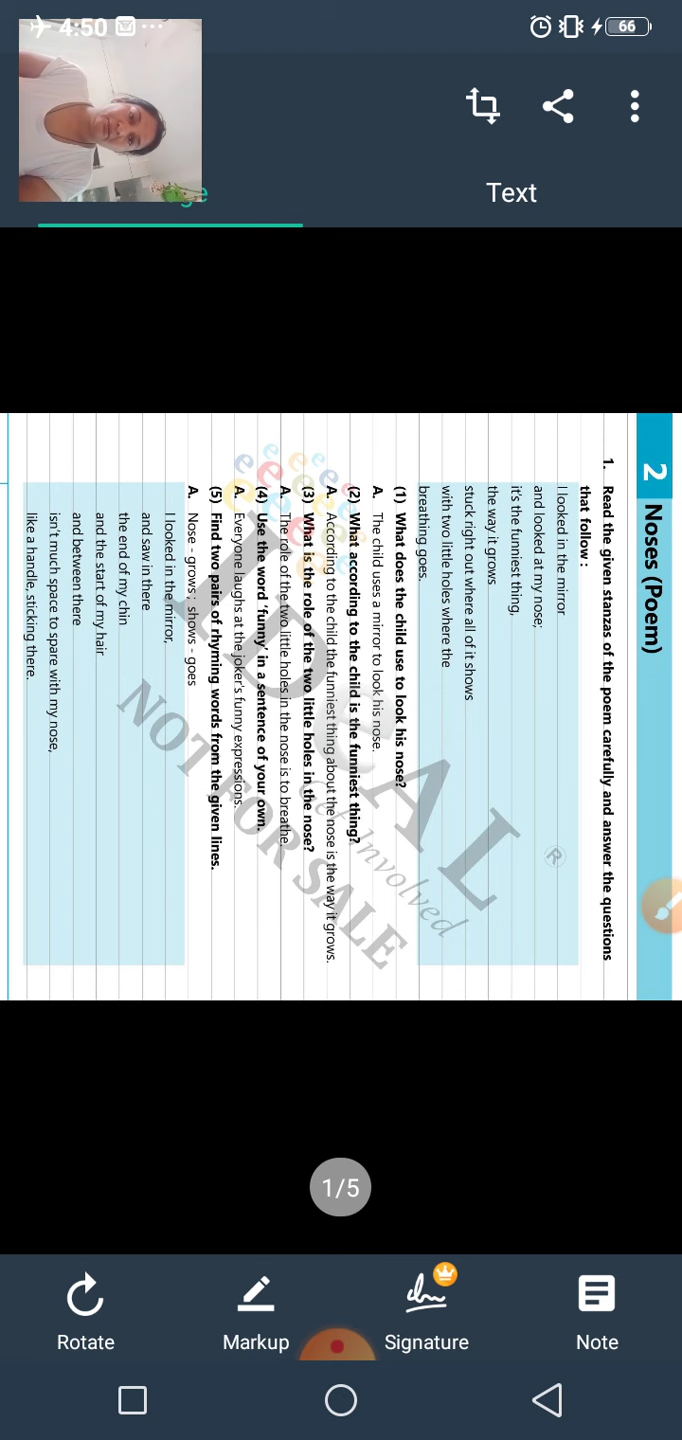 4:50
66
ge
Text
2 Noses (Poem)
1. Read the given stanzas of the poem carefully and answer the questions
that follow :
I looked in the mirror
and looked at my nose;
it's the funniest thing,
the way it grows
stuck right out where all of it shows
with two little holes where the
breathing goes.
(1) What does the child use to look his nose?
A. The child uses a mirror to look his nose.
(2) What according to the child is the funniest thing?
A. According to the child the funniest thing about the nose is the way it grows.
(3) What is the role of the two little holes in the nose?
A. The role of the two little holes in the nose is to breathe.
(4) Use the word 'funny' in a sentence of your own.
A. Everyone laughs at the joker's funny expressions.
(5) Find two pairs of rhyming words from the given lines.
A. Nose - grows ; shows - goes
I looked in the mirror,
and saw in there
the end of my chin
and the start of my hair
and between there
isn't much space to spare with my nose,
like a handle, sticking there.
IDeAL
Get Involved
NOT FOR SALE
1/5
Rotate
Markup
Signature
Note